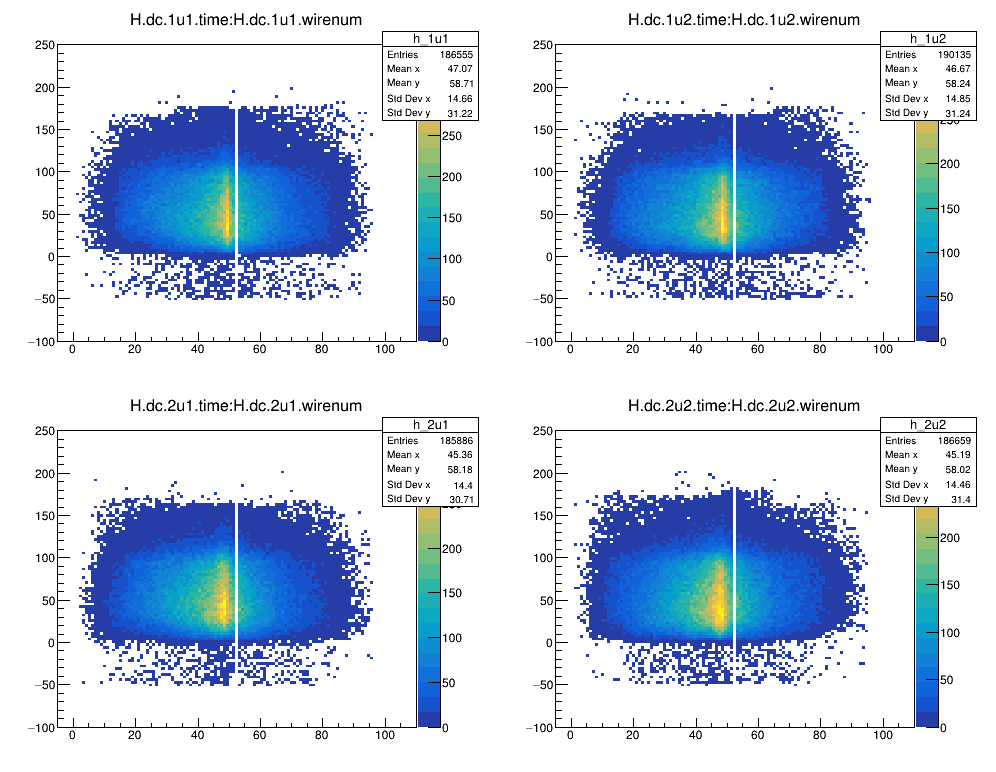 H.dc.1u1.time:H.dc.1u1.wirenum
h_1u1
Entries 186555
Mean x 47.07
Mean y 58.71
Std Dev x 14.66
Std Dev y 31.22
250
200
150
100
50
0
−50
−100
0 20 40 60 80 100
250
200
150
100
50
0
H.dc.1u2.time:H.dc.1u2.wirenum
h_1u2
Entries 190135
Mean x 46.67
Mean y 58.24
Std Dev x 14.85
Std Dev y 31.24
250
200
150
100
50
0
−50
−100
0 20 40 60 80 100
250
200
150
100
50
0
H.dc.2u1.time:H.dc.2u1.wirenum
h_2u1
Entries 185886
Mean x 45.36
Mean y 58.18
Std Dev x 14.4
Std Dev y 30.71
250
200
150
100
50
0
−50
−100
0 20 40 60 80 100
200
150
100
50
0
H.dc.2u2.time:H.dc.2u2.wirenum
h_2u2
Entries 186659
Mean x 45.19
Mean y 58.02
Std Dev x 14.46
Std Dev y 31.4
250
200
150
100
50
0
−50
−100
0 20 40 60 80 100
200
150
100
50
0